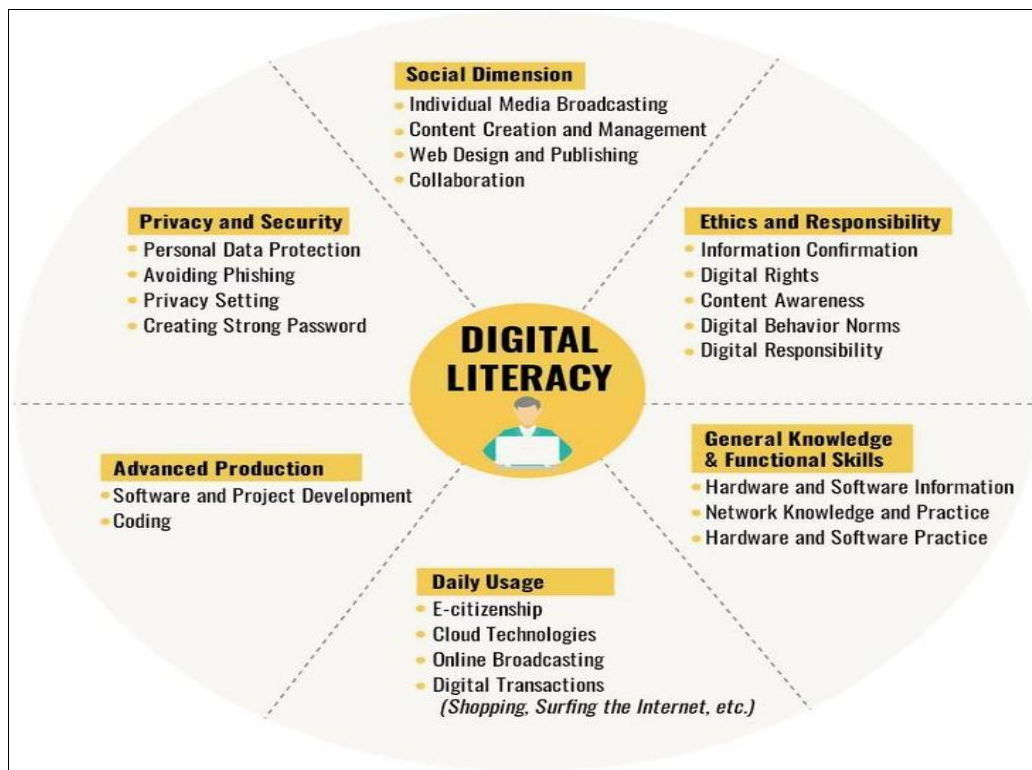 Social Dimension
Individual Media Broadcasting
Content Creation and Management
Web Design and Publishing
Collaboration
Privacy and Security
Personal Data Protection
Avoiding Phishing
Privacy Setting
Creating Strong Password
Ethics and Responsibility
Information Confirmation
Digital Rights
Content Awareness
Digital Behavior Norms
Digital Responsibility
DIGITAL
LITERACY
Advanced Production
Software and Project Development
Coding
General Knowledge
& Functional Skills
Hardware and Software Information
Network Knowledge and Practice
Hardware and Software Practice
Daily Usage
E-citizenship
Cloud Technologies
Online Broadcasting
Digital Transactions
(Shopping, Surfing the Internet, etc.)